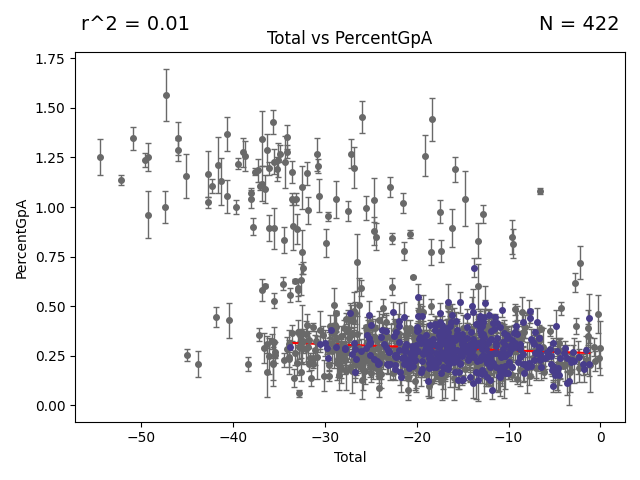 r^2 = 0.01
N = 422
Total vs PercentGpA
PercentGpA
1.75
1.50
1.25
1.00
0.75
0.50
0.25
0.00
−50
−40
−30
−20
−10
0
Total